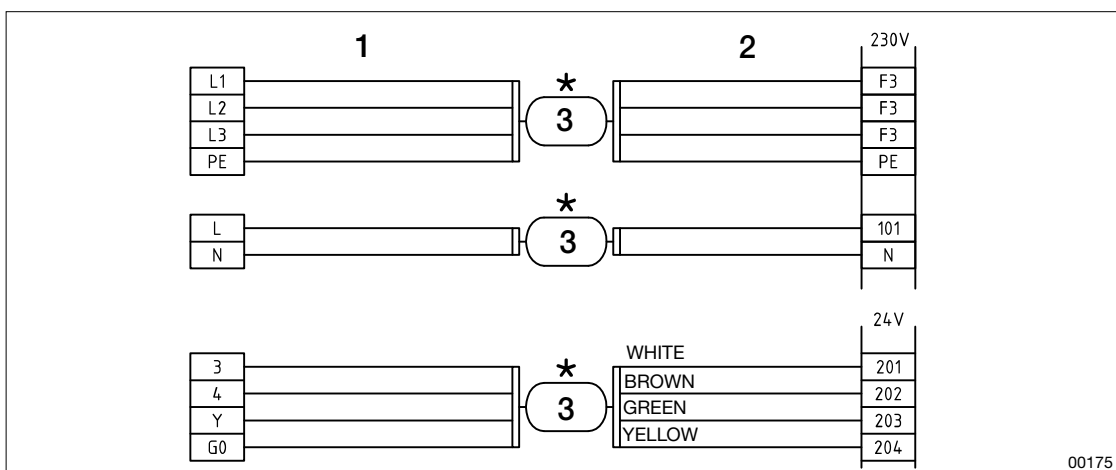 1 2 230V
L1 * F3
L2 3 F3
L3 F3
PE PE
*
L 3 101
N N
24V
WHITE
3 * 201
BROWN
4 3 202
GREEN
Y 203
YELLOW
G0 204
00175